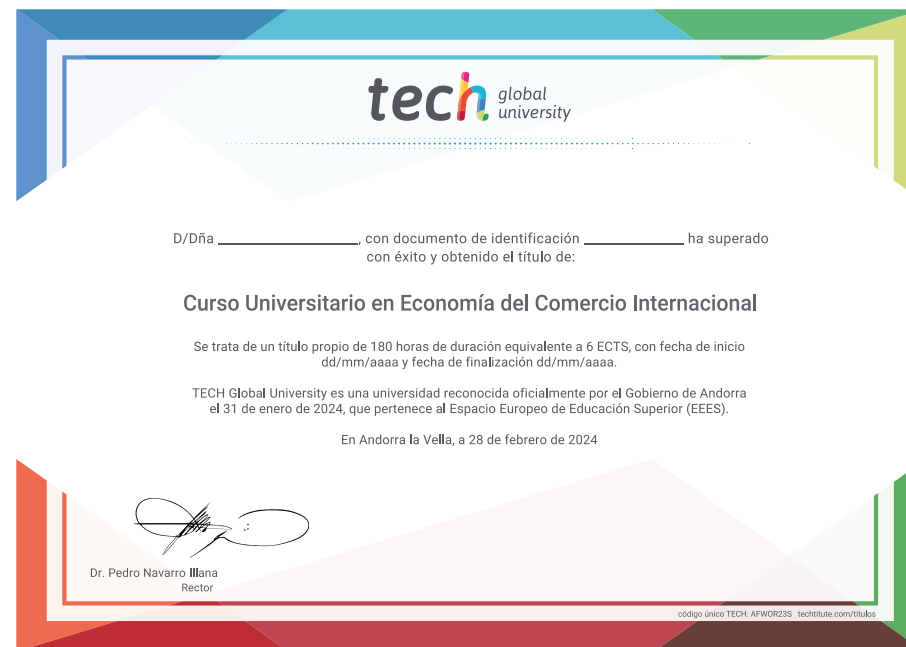 tech global university
D/Dña ____________________, con documento de identificación ______________ ha superado
con éxito y obtenido el título de:
Curso Universitario en Economía del Comercio Internacional
Se trata de un título propio de 180 horas de duración equivalente a 6 ECTS, con fecha de inicio
dd/mm/aaaa y fecha de finalización dd/mm/aaaa.
TECH Global University es una universidad reconocida oficialmente por el Gobierno de Andorra
el 31 de enero de 2024, que pertenece al Espacio Europeo de Educación Superior (EEES).
En Andorra la Vella, a 28 de febrero de 2024
Dr. Pedro Navarro Illana
Rector
código único TECH: AFWOR23S techtitute.com/titulos